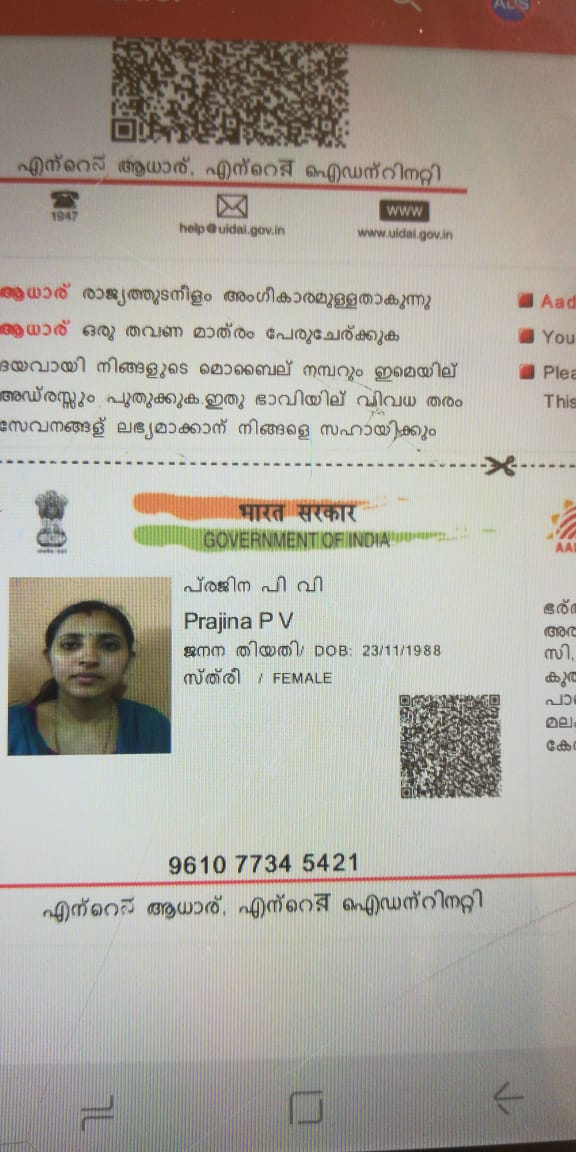 എന്റെ ആധാര്, എന്റെ ഐഡന്റിറ്റി
1947
help@uidai.gov.in
WWW
www.uidai.gov.in
ആധാര് രാജ്യത്തുടനീളം അംഗീകാരമുള്ളതാകുന്നു
ആധാര് ഒരു തവണ മാത്രം പേരുചേര്ക്കുക
ദയവായി നിങ്ങളുടെ മൊബൈല് നമ്പറും ഇമെയില്
അഡ്രസ്സും പുതുക്കുക.ഇതു ഭാവിയില് വിവധ തരം
സേവനങ്ങള് ലഭ്യമാക്കാന് നിങ്ങളെ സഹായിക്കും
You
This
भारत सरकार
GOVERNMENT OF INDIA
പ്രജിന പി വി
Prajina P V
ജനന തിയതി/ DOB: 23/11/1988
സ്ത്രീ / FEMALE
9610 7734 5421
എന്റെ ആധാര്, എന്റെ ഐഡന്റിറ്റി